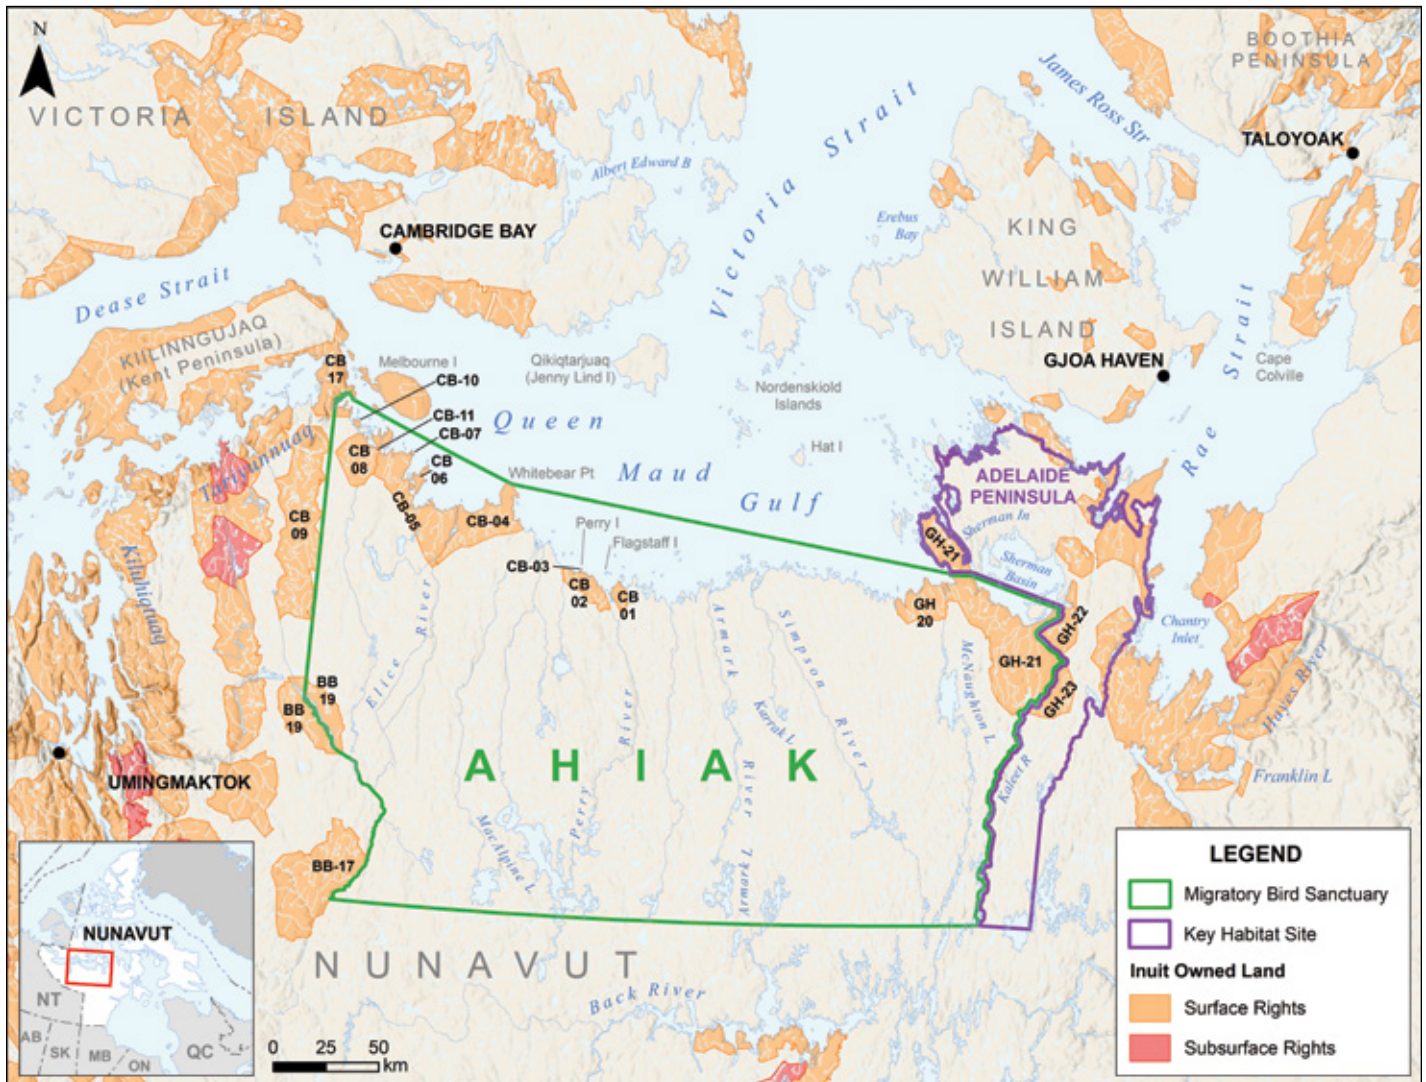 N
VICTORIA ISLAND
BOOTHIA
PENINSULA
James Ross Str
TALOYOAK
Victoria Strait
Albert Edward B
Erebus
Bay
KING
WILLIAM
ISLAND
CAMBRIDGE BAY
Dease Strait
KIILINNGUJAQ
(Kent Peninsula)
GJOA HAVEN
Rae Strait
Cape
Colville
CB
17
Melbourne I
CB-10
Qikiqtarjuaq
(Jenny Lind I)
Nordenskiold
Islands
CB-11
CB-07
Queen
Maud
Gulf
Hat I
CB
08
CB
06
Whitebear Pt
Tariyunnuaq
ADELAIDE
PENINSULA
CB
09
CB-05
CB-04
Sherman In
GH-21
Perry I
Flagstaff I
Sherman
Basin
CB-03
CB
02
CB
01
Kiluhiqtuaq
GH
20
GH-22
Chantry
Inlet
GH-21
GH-23
Hayes River
BB
19
BB
19
Elice River
Perry River
Armark River
Simpson River
McNaughton L
Karrak L
Kaleet R
AHIAK
Franklin L
UMINGMAKTOK
MacAlpine L
Armark L
BB-17
NUNAVUT
Back River
0 25 50
km
NUNAVUT
NT
AB
SK
MB
ON
QC
LEGEND
Migratory Bird Sanctuary
Key Habitat Site
Inuit Owned Land
Surface Rights
Subsurface Rights